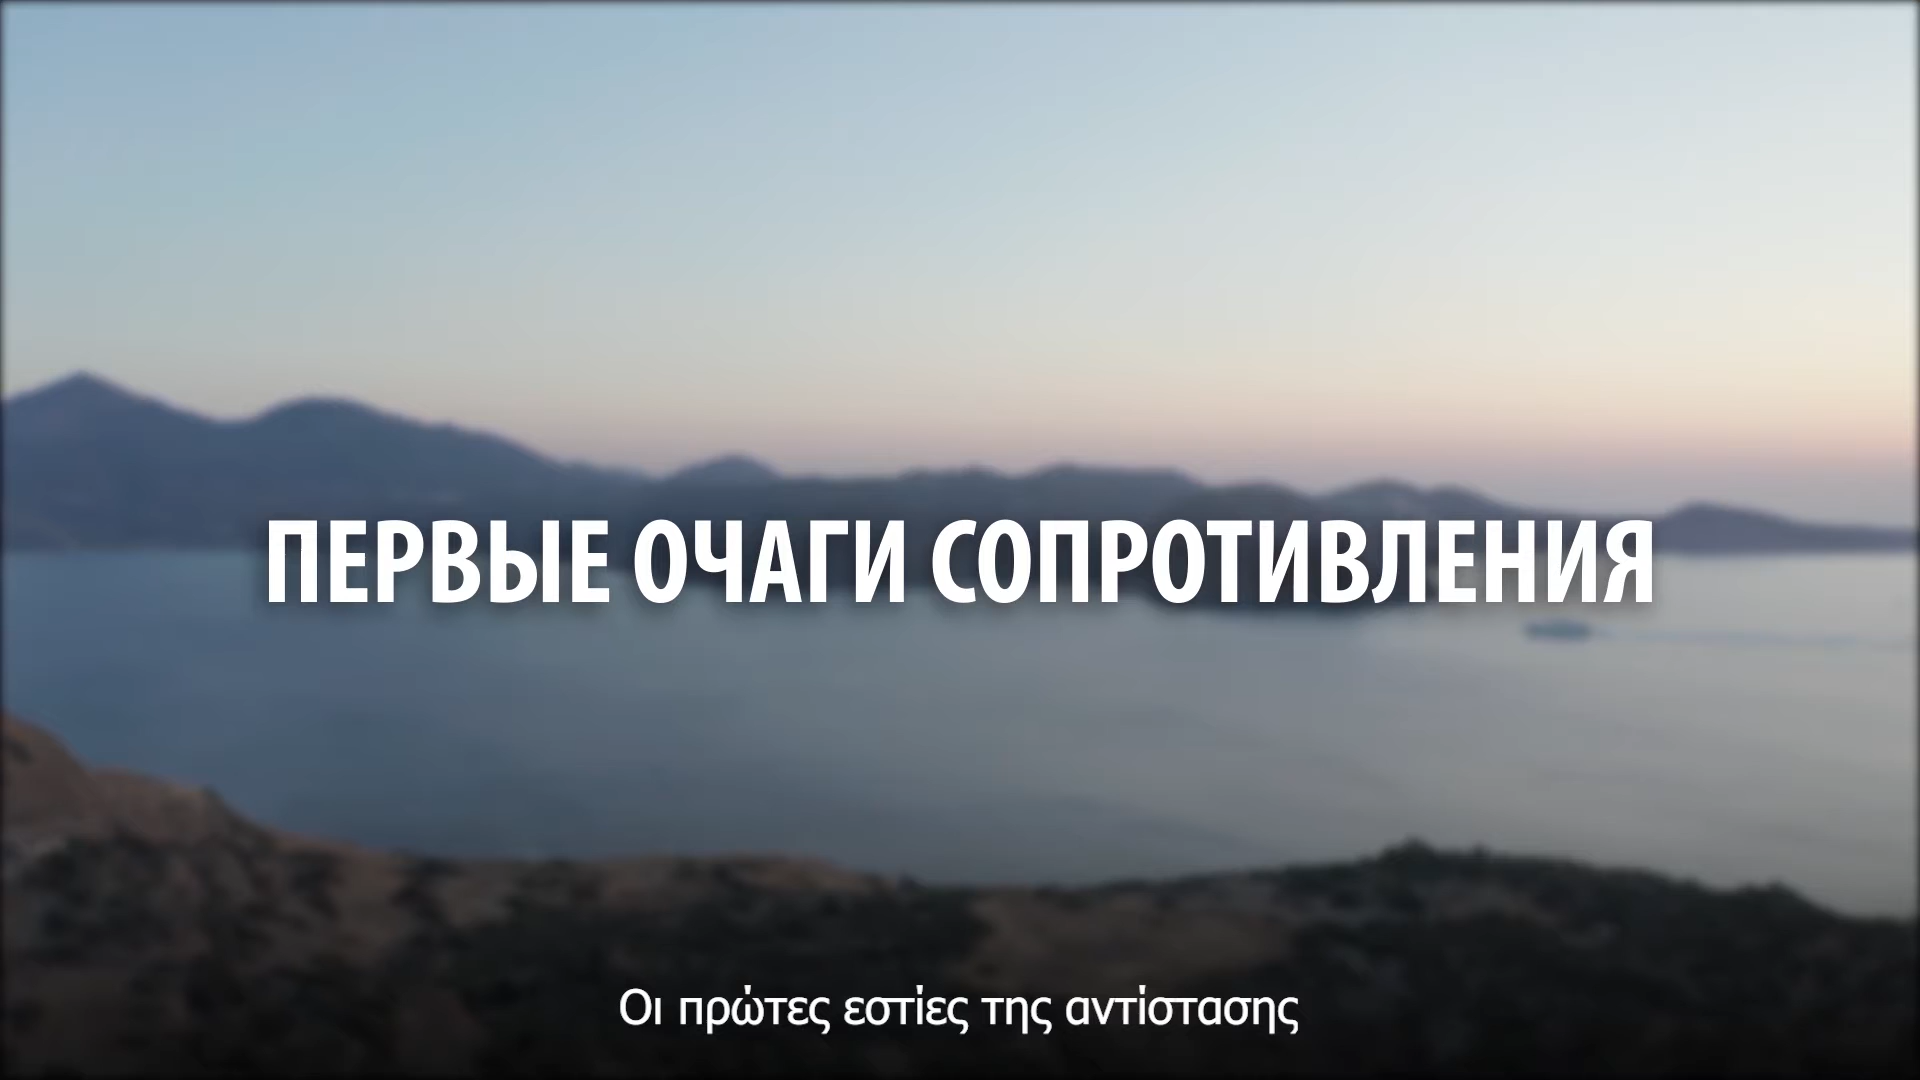 ПЕРВЫЕ ОЧАГИ СОПРОТИВЛЕНИЯ
Οι πρώτες εστίες της αντίστασης